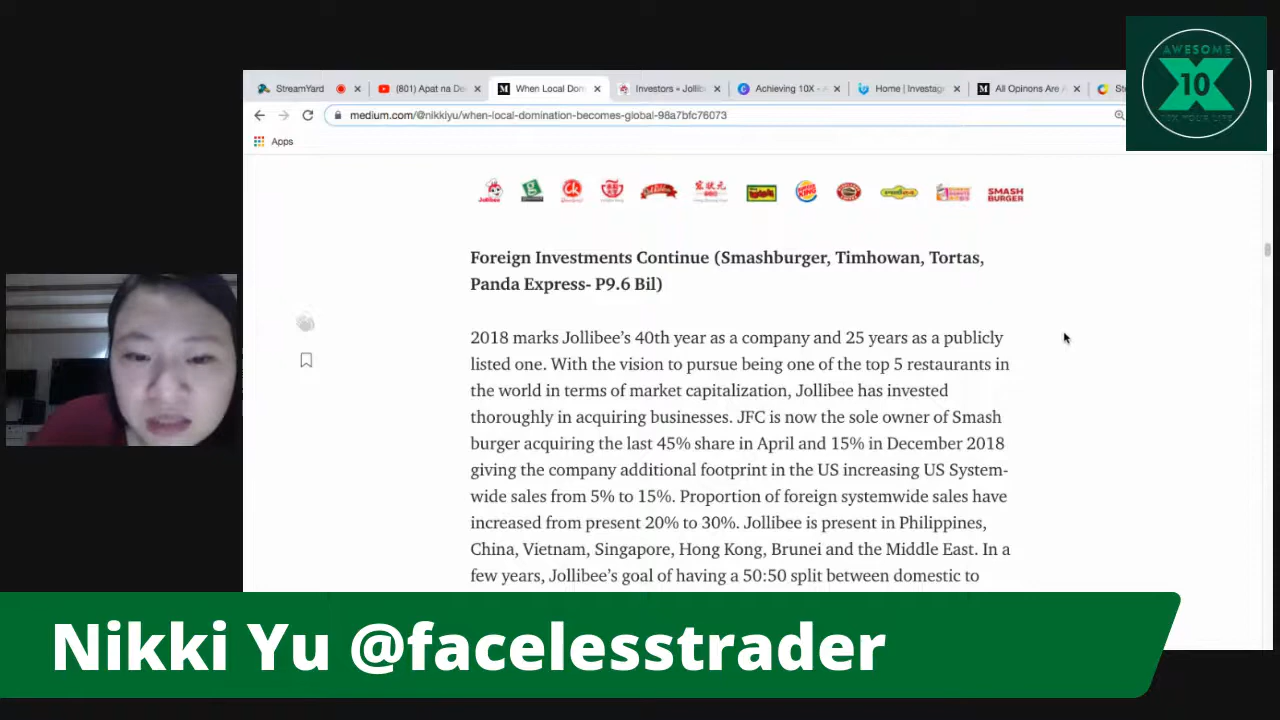 AWESOME
10
X
StreamYard
(801) Apat na De
When Local Dom
Investors » Jollib
Achieving 10X - A
Home | Investag
All Opinons Are A
medium.com/@nikkiyu/when-local-domination-becomes-global-98a7bfc76073
Apps
Jollibee
BURGER KING
SMASH
BURGER
Foreign Investments Continue (Smashburger, Timhowan, Tortas,
Panda Express- P9.6 Bil)
2018 marks Jollibee’s 40th year as a company and 25 years as a publicly
listed one. With the vision to pursue being one of the top 5 restaurants in
the world in terms of market capitalization, Jollibee has invested
thoroughly in acquiring businesses. JFC is now the sole owner of Smash
burger acquiring the last 45% share in April and 15% in December 2018
giving the company additional footprint in the US increasing US System-
wide sales from 5% to 15%. Proportion of foreign systemwide sales have
increased from present 20% to 30%. Jollibee is present in Philippines,
China, Vietnam, Singapore, Hong Kong, Brunei and the Middle East. In a
few years, Jollibee’s goal of having a 50:50 split between domestic to
Nikki Yu @facelesstrader